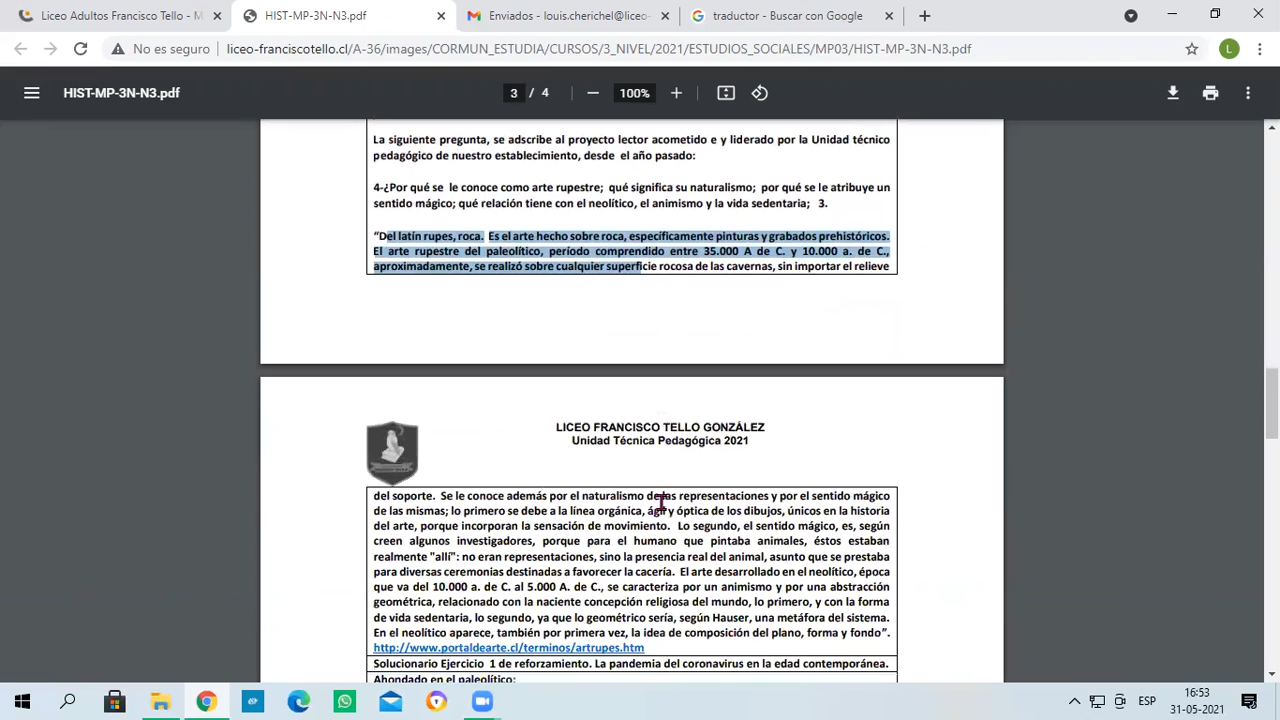 Liceo Adultos Francisco Tello - M
HIST-MP-3N-N3.pdf
Enviados - louis.cherichel@liceo-
traductor - Buscar con Google
No es seguro
liceo-franciscotello.cl/A-36/images/CORMUN_ESTUDIA/CURSOS/3_NIVEL/2021/ESTUDIOS_SOCIALES/MP03/HIST-MP-3N-N3.pdf
L
HIST-MP-3N-N3.pdf
3 / 4
100%
La siguiente pregunta, se adscribe al proyecto lector acometido e y liderado por la Unidad técnico
pedagógico de nuestro establecimiento, desde el año pasado:
4-¿Por qué se le conoce como arte rupestre; qué significa su naturalismo; por qué se le atribuye un
sentido mágico; qué relación tiene con el neolítico, el animismo y la vida sedentaria; 3.
“Del latín rupes, roca. Es el arte hecho sobre roca, específicamente pinturas y grabados prehistóricos.
El arte rupestre del paleolítico, período comprendido entre 35.000 A de C. y 10.000 a. de C.,
aproximadamente, se realizó sobre cualquier superficie rocosa de las cavernas, sin importar el relieve
LICEO FRANCISCO TELLO GONZÁLEZ
Unidad Técnica Pedagógica 2021
del soporte. Se le conoce además por el naturalismo de las representaciones y por el sentido mágico
de las mismas; lo primero se debe a la línea orgánica, ágil y óptica de los dibujos, únicos en la historia
del arte, porque incorporan la sensación de movimiento. Lo segundo, el sentido mágico, es, según
creen algunos investigadores, porque para el humano que pintaba animales, éstos estaban
realmente "allí": no eran representaciones, sino la presencia real del animal, asunto que se prestaba
para diversas ceremonias destinadas a favorecer la cacería. El arte desarrollado en el neolítico, época
que va del 10.000 a. de C. al 5.000 A. de C., se caracteriza por un animismo y por una abstracción
geométrica, relacionado con la naciente concepción religiosa del mundo, lo primero, y con la forma
de vida sedentaria, lo segundo, ya que lo geométrico sería, según Hauser, una metáfora del sistema.
En el neolítico aparece, también por primera vez, la idea de composición del plano, forma y fondo”.
http://www.portaldearte.cl/terminos/artrupes.htm
Solucionario Ejercicio 1 de reforzamiento. La pandemia del coronavirus en la edad contemporánea.
Ahondado en el paleolítico:
ESP
16:53
31-05-2021